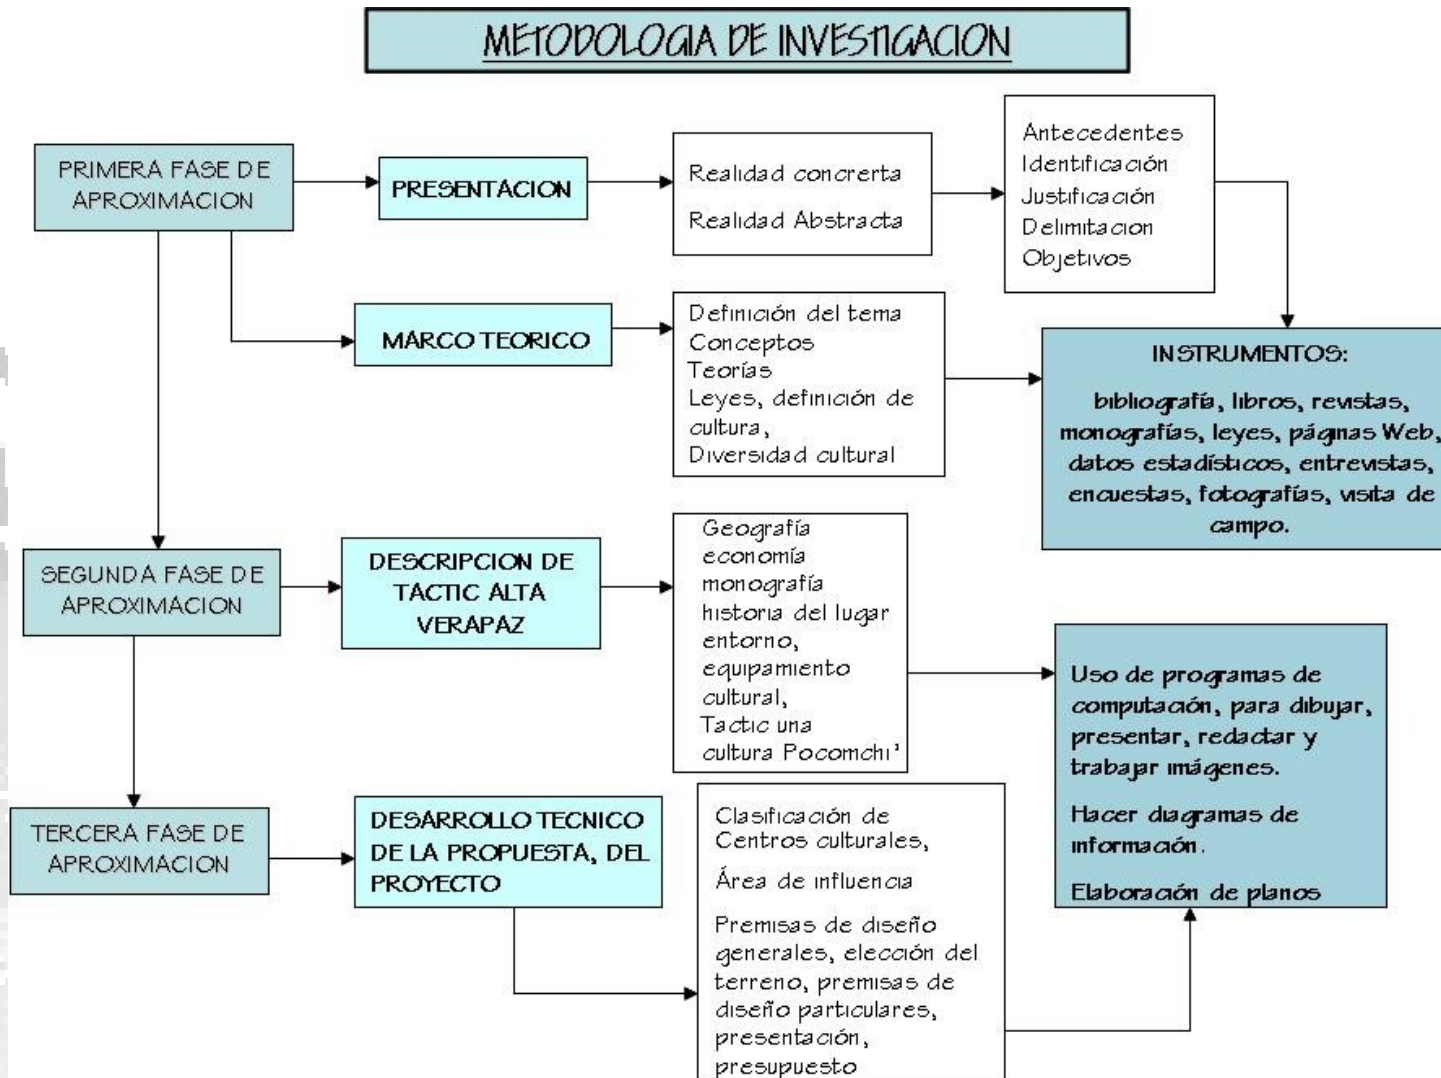 METODOLOGIA DE INVESTIGACION
PRIMERA FASE DE
APROXIMACION
PRESENTACION
Realidad concrerta
Realidad Abstracta
Antecedentes
Identificación
Justificación
Delimitacion
Objetivos
MARCO TEORICO
Definición del tema
Conceptos
Teorías
Leyes, definición de
cultura,
Diversidad cultural
INSTRUMENTOS:
bibliografía, libros, revistas,
monografías, leyes, páginas Web,
datos estadísticos, entrevistas,
encuestas, fotografías, visita de
campo.
SEGUNDA FASE DE
APROXIMACION
DESCRIPCION DE
TACTIC ALTA
VERAPAZ
Geografía
economía
monografía
historia del lugar
entorno,
equipamiento
cultural,
Tactic una
cultura Pocomchi'
Uso de programas de
computación, para dibujar,
presentar, redactar y
trabajar imágenes.
Hacer diagramas de
información.
Elaboración de planos
TERCERA FASE DE
APROXIMACION
DESARROLLO TECNICO
DE LA PROPUESTA, DEL
PROYECTO
Clasificación de
Centros culturales,
Área de influencia
Premisas de diseño
generales, elección del
terreno, premisas de
diseño particulares,
presentación,
presupuesto